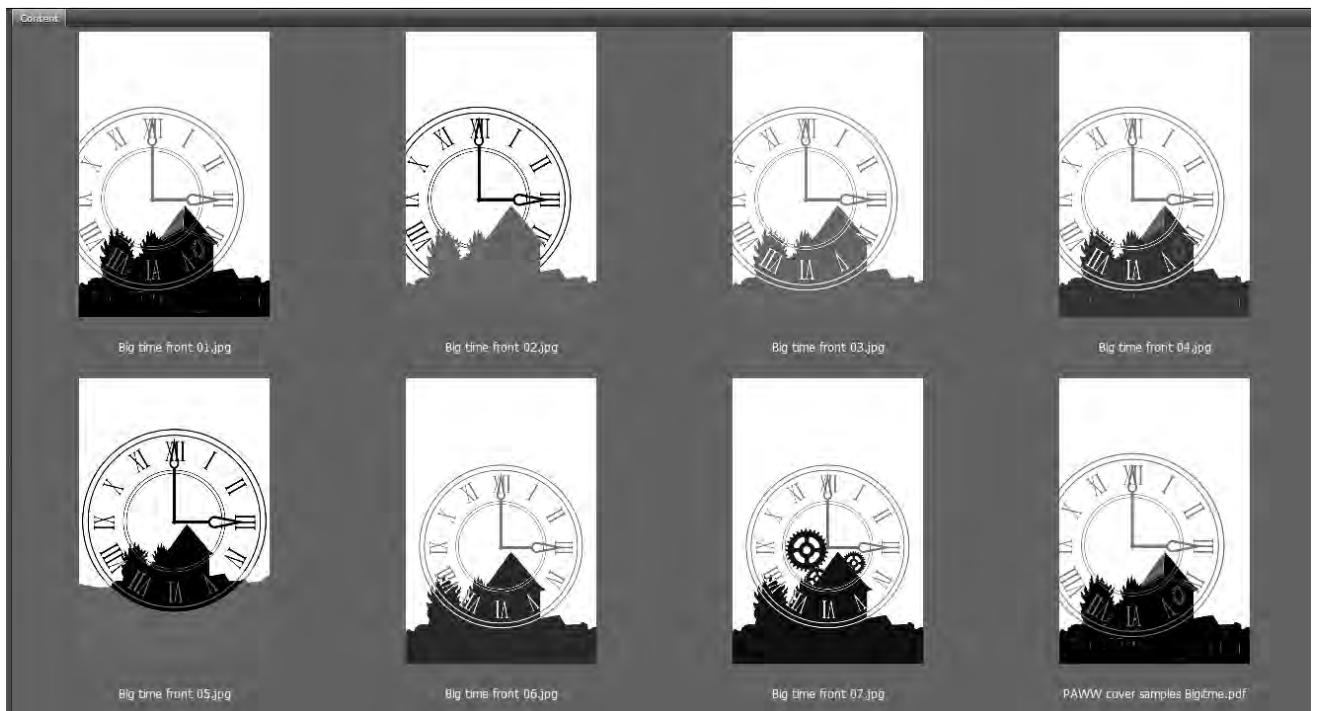 Content
Big time front 01.jpg
Big time front 02.jpg
Big time front 03.jpg
Big time front 04.jpg
Big time front 05.jpg
Big time front 06.jpg
Big time front 07.jpg
PAWW cover samples Bigitme.pdf